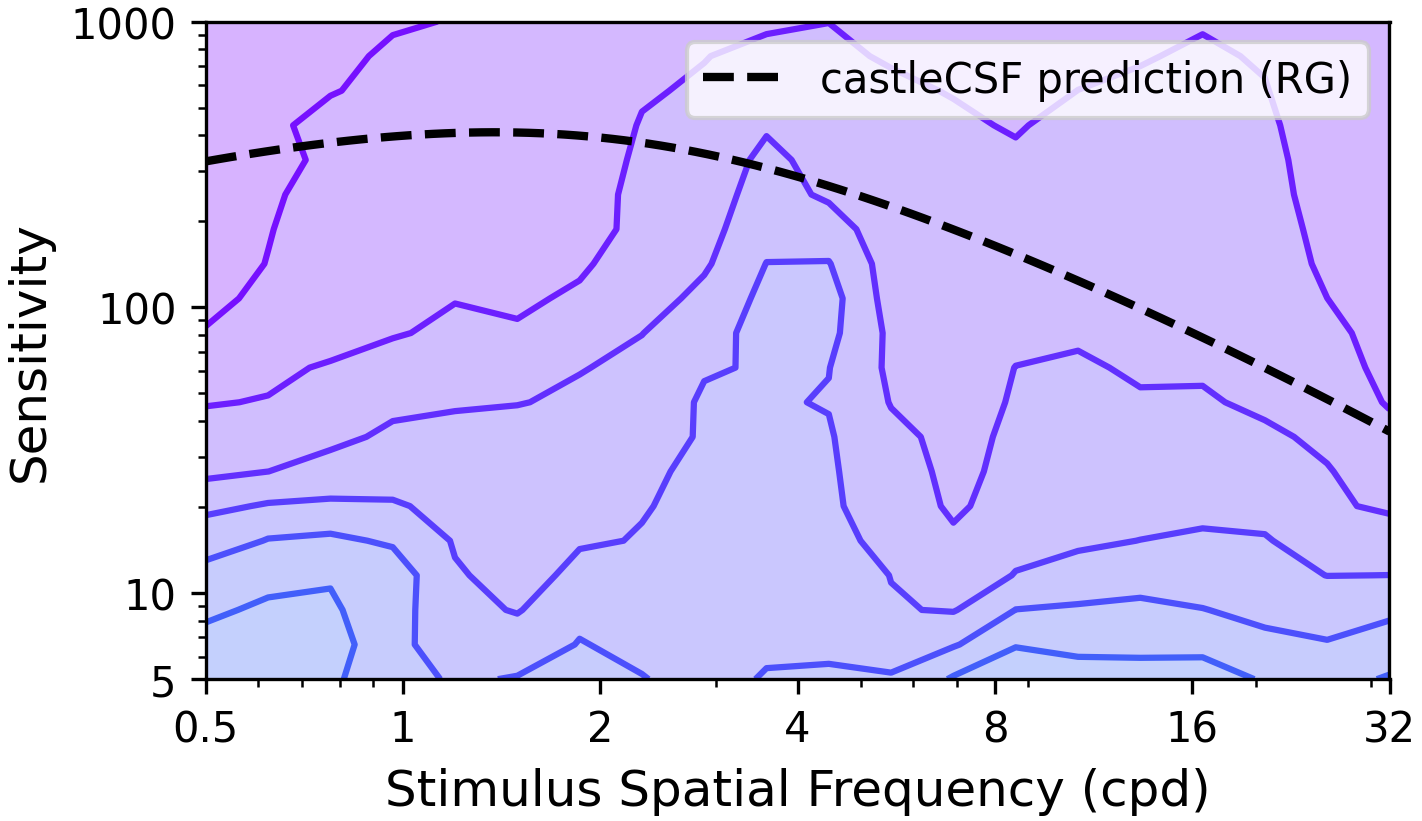 1000
100
10
5
Sensitivity
castleCSF prediction (RG)
0.5 1 2 4 8 16 32
Stimulus Spatial Frequency (cpd)